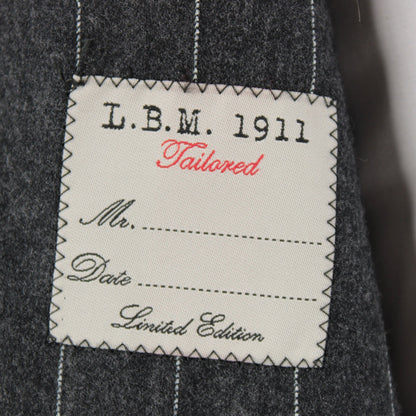 L.B.M. 1911
Tailored
Mr. ........................
Date ........................
Limited Edition